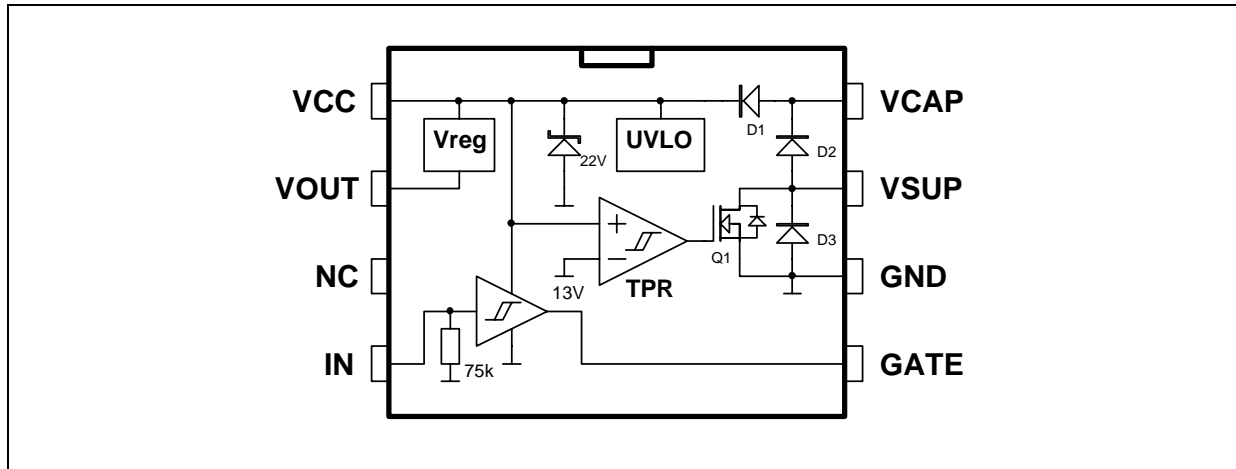 VCC
VCAP
D1
Vreg
22V
UVLO
D2
VOUT
VSUP
+
−
Q1
D3
NC
13V
TPR
GND
IN
75k
GATE